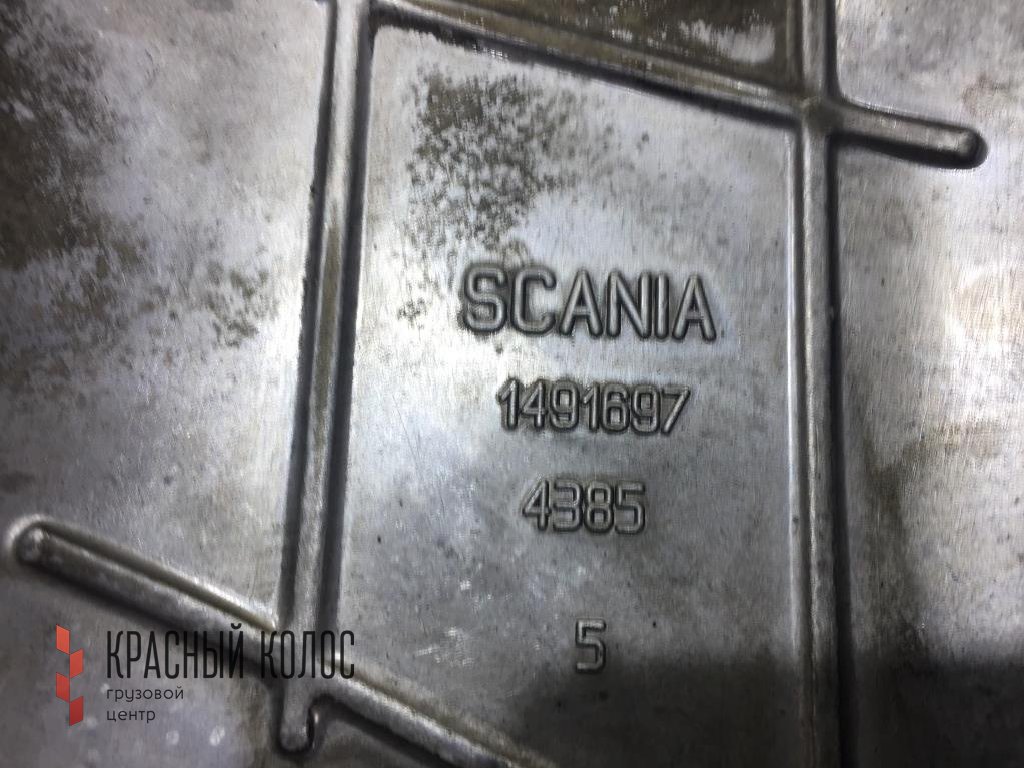 SCANIA
1491697
4385
5
КРАСНЫЙ КОЛОС
грузовой
центр